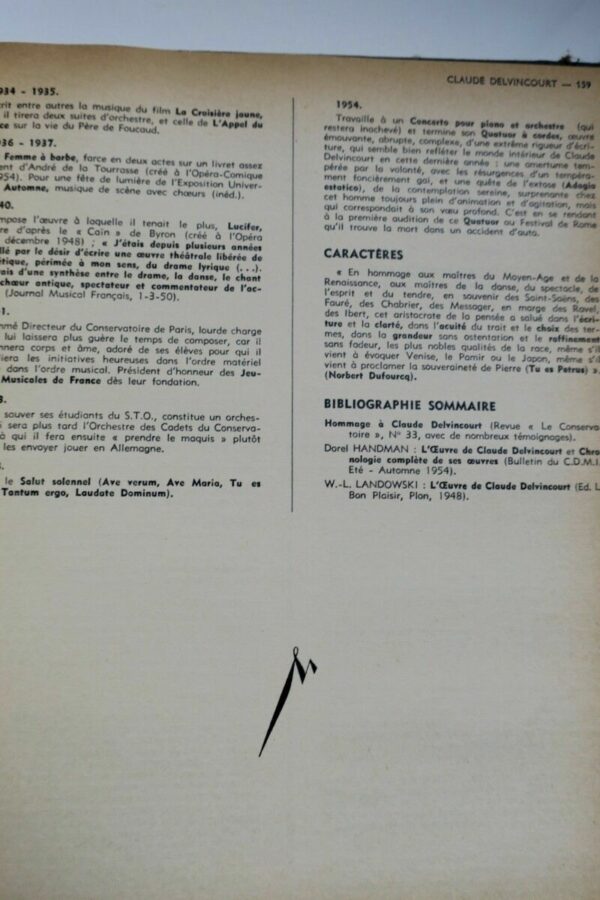 CLAUDE DELVINCOURT — 159
934 - 1935.
crit entre autres la musique du film La Croisière jaune,
il tirera deux suites d'orchestre, et celle de L'Appel du
ce sur la vie du Père de Foucaud.
936 - 1937.
Femme à barbe, farce en deux actes sur un livret assez
ent d'André de la Tourrasse (créé à l'Opéra-Comique
954). Pour une fête de lumière de l'Exposition Univer-
Automne, musique de scène avec chœurs (inéd.).
40.
mpose l'œuvre à laquelle il tenait le plus, Lucifer,
re d'après le « Caïn » de Byron (créé à l'Opéra
décembre 1948) ; « J'étais depuis plusieurs années
llé par le désir d'écrire une œuvre théâtrale libérée de
étique, périmée à mon sens, du drame lyrique (...).
ais d'une synthèse entre le drame, la danse, le chant
chœur antique, spectateur et commentateur de l'ac-
(Journal Musical Français, 1-3-50).
1.
mmé Directeur du Conservatoire de Paris, lourde charge
lui laissera plus guère le temps de composer, car il
nnera corps et âme, adoré de ses élèves pour qui il
liera les initiatives heureuses dans l'ordre matériel
dans l'ordre musical. Président d'honneur des Jeu-
Musicales de France dès leur fondation.
3.
sauver ses étudiants du S.T.O., constitue un orches-
i sera plus tard l'Orchestre des Cadets du Conserva-
à qui il fera ensuite « prendre le maquis » plutôt
les envoyer jouer en Allemagne.
le Salut solennel (Ave verum, Ave Maria, Tu es
Tantum ergo, Laudate Dominum).
1954.
Travaille à un Concerto pour piano et orchestre (qui
restera inachevé) et termine son Quatuor à cordes, œuvre
émouvante, abrupte, complexe, d'une extrême rigueur d'écri-
ture, qui semble bien refléter le monde intérieur de Claude
Delvincourt en cette dernière année : une amertume tem-
pérée par la volonté, avec les résurgences d'un tempéra-
ment foncièrement gai, et une quête de l'extase (Adagio
estatico), de la contemplation sereine, surprenante chez
cet homme toujours plein d'animation et d'agitation, mais
qui correspondait à son vœu profond. C'est en se rendant
à la première audition de ce Quatuor au Festival de Rome
qu'il trouve la mort dans un accident d'auto.
CARACTÈRES
« En hommage aux maîtres du Moyen-Age et de la
Renaissance, aux maîtres de la danse, du spectacle, de
l'esprit et du tendre, en souvenir des Saint-Saëns, des
Fauré, des Chabrier, des Messager, en marge des Ravel,
des Ibert, cet aristocrate de la pensée a salué dans l'écri-
ture et la clarté, dans l'acuité du trait et le choix des ter-
mes, dans la grandeur sans ostentation et le raffinement
sans fadeur, les plus nobles qualités de la race, même s'il
vient à évoquer Venise, le Pamir ou le Japon, même s'il
vient à proclamer la souveraineté de Pierre (Tu es Petrus) ».
(Norbert Dufourcq).
BIBLIOGRAPHIE SOMMAIRE
Hommage à Claude Delvincourt (Revue « Le Conserva
toire », N° 33, avec de nombreux témoignages).
Dorel HANDMAN : L'Œuvre de Claude Delvincourt et Chro
nologie complète de ses œuvres (Bulletin du C.D.M.I
Eté - Automne 1954).
W.-L. LANDOWSKI : L'Œuvre de Claude Delvincourt (Ed. L
Bon Plaisir, Plon, 1948).